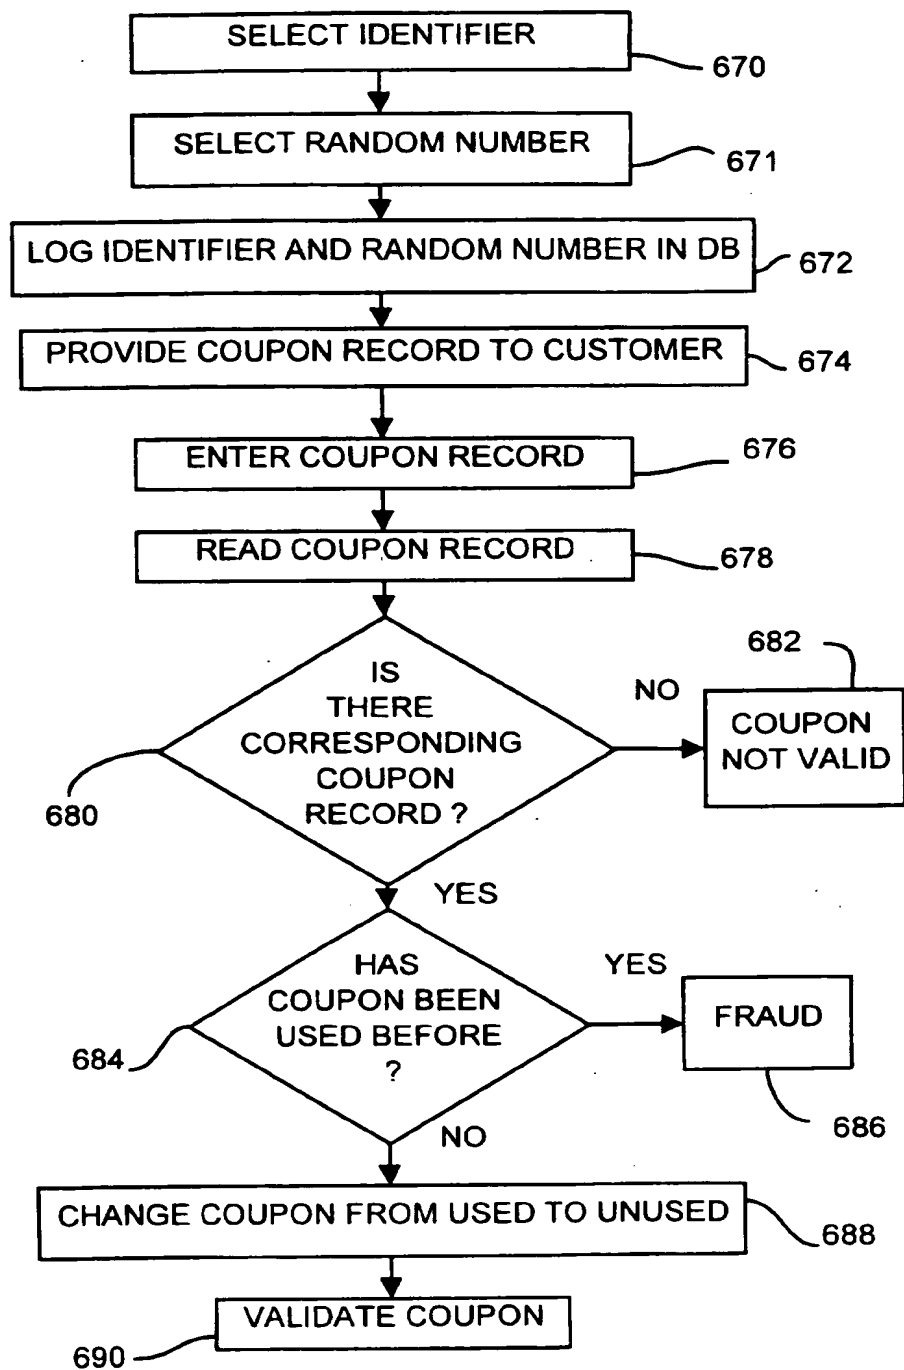 SELECT IDENTIFIER
670
SELECT RANDOM NUMBER
671
LOG IDENTIFIER AND RANDOM NUMBER IN DB
672
PROVIDE COUPON RECORD TO CUSTOMER
674
ENTER COUPON RECORD
676
READ COUPON RECORD
678
IS
THERE
CORRESPONDING
COUPON
RECORD ?
680
NO
682
COUPON
NOT VALID
YES
HAS
COUPON BEEN
USED BEFORE
?
684
YES
FRAUD
686
NO
CHANGE COUPON FROM USED TO UNUSED
688
VALIDATE COUPON
690